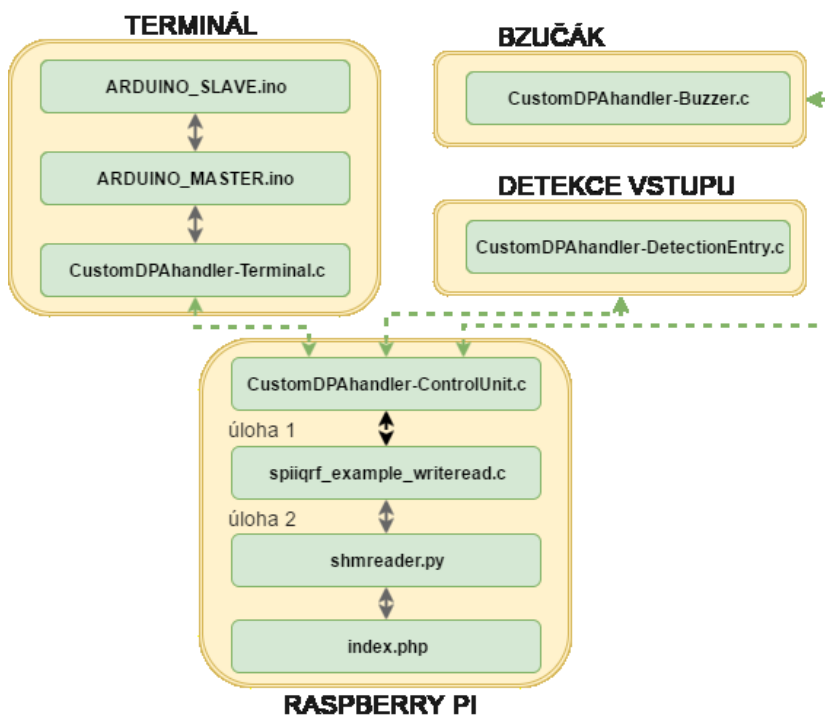 TERMINÁL
ARDUINO_SLAVE.ino
ARDUINO_MASTER.ino
CustomDPAhandler-Terminal.c
BZUČÁK
CustomDPAhandler-Buzzer.c
DETEKCE VSTUPU
CustomDPAhandler-DetectionEntry.c
CustomDPAhandler-ControlUnit.c
úloha 1
spiiqrf_example_writeread.c
úloha 2
shmreader.py
index.php
RASPBERRY PI